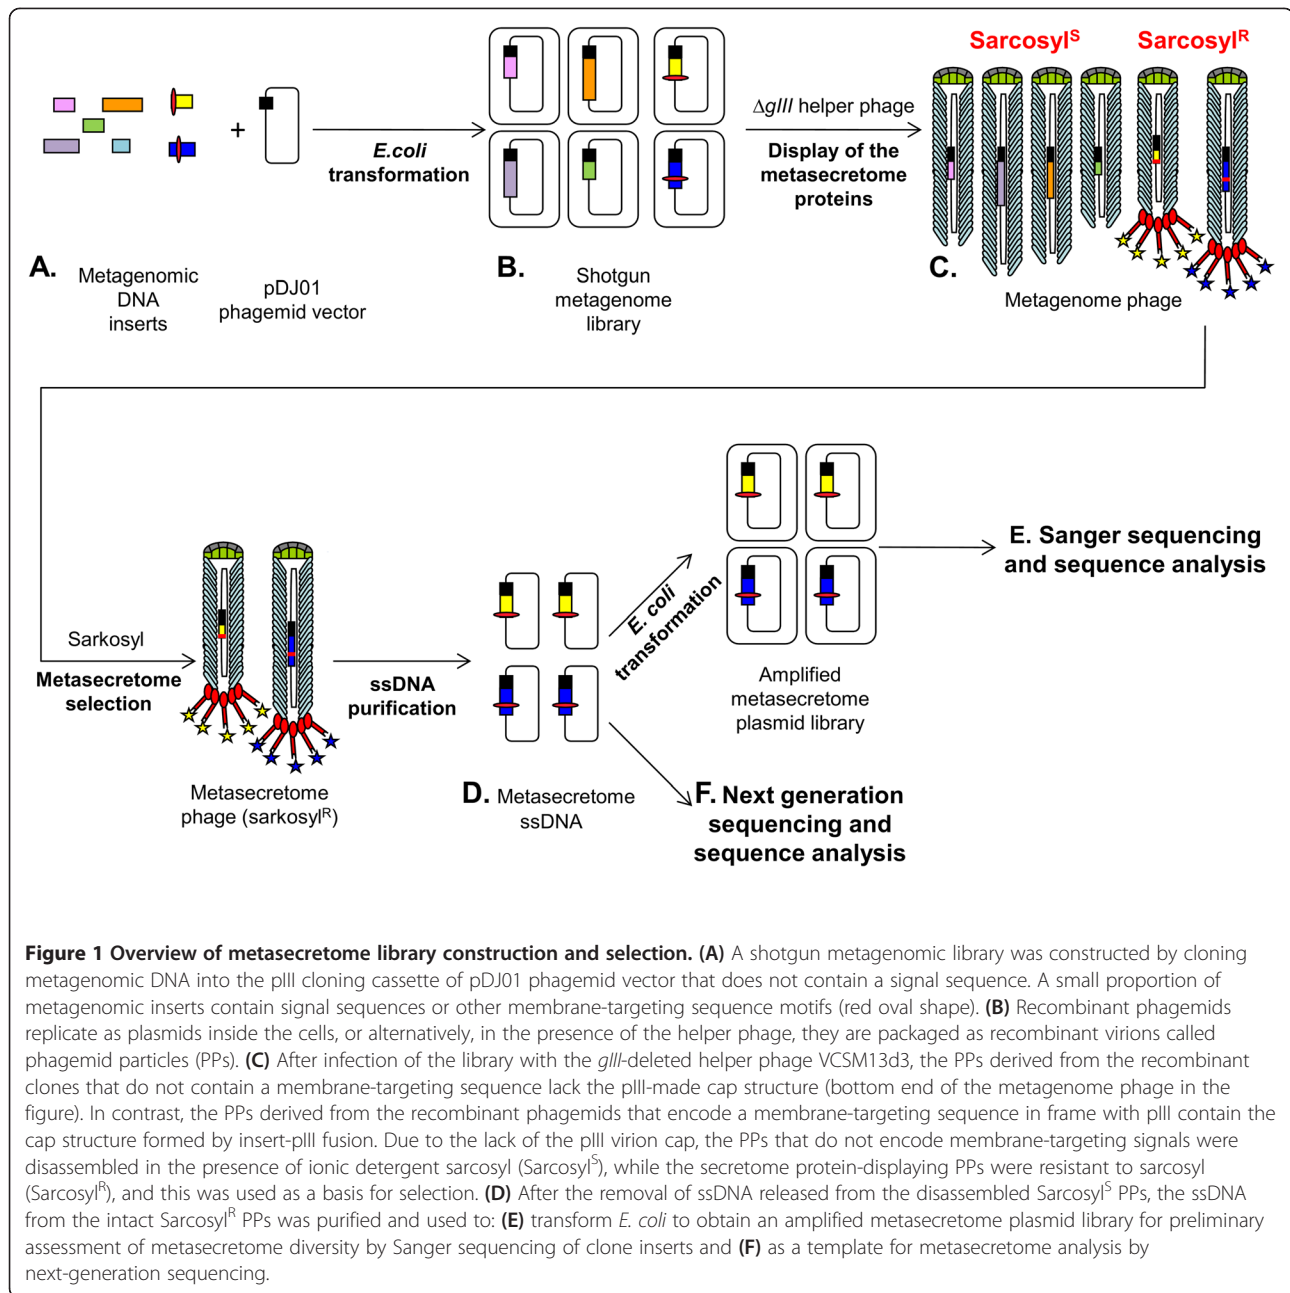 SarcosylS
SarcosylR
+
E.coli
transformation
ΔgIII helper phage
Display of the
metasecretome
proteins
A.
Metagenomic
DNA
inserts
pDJ01
phagemid vector
B.
Shotgun
metagenome
library
C.
Metagenome phage
Sarkosyl
Metasecretome
selection
Metasecretome
phage (sarkosylR)
ssDNA
purification
D. Metasecretome
ssDNA
E. coli
transformation
Amplified
metasecretome
plasmid library
E. Sanger sequencing
and sequence analysis
F. Next generation
sequencing and
sequence analysis
Figure 1 Overview of metasecretome library construction and selection. (A) A shotgun metagenomic library was constructed by cloning
metagenomic DNA into the pIII cloning cassette of pDJ01 phagemid vector that does not contain a signal sequence. A small proportion of
metagenomic inserts contain signal sequences or other membrane-targeting sequence motifs (red oval shape). (B) Recombinant phagemids
replicate as plasmids inside the cells, or alternatively, in the presence of the helper phage, they are packaged as recombinant virions called
phagemid particles (PPs). (C) After infection of the library with the gIII-deleted helper phage VCSM13d3, the PPs derived from the recombinant
clones that do not contain a membrane-targeting sequence lack the pIII-made cap structure (bottom end of the metagenome phage in the
figure). In contrast, the PPs derived from the recombinant phagemids that encode a membrane-targeting sequence in frame with pIII contain the
cap structure formed by insert-pIII fusion. Due to the lack of the pIII virion cap, the PPs that do not encode membrane-targeting signals were
disassembled in the presence of ionic detergent sarcosyl (SarcosylS), while the secretome protein-displaying PPs were resistant to sarcosyl
(SarcosylR), and this was used as a basis for selection. (D) After the removal of ssDNA released from the disassembled SarcosylS PPs, the ssDNA
from the intact SarcosylR PPs was purified and used to: (E) transform E. coli to obtain an amplified metasecretome plasmid library for preliminary
assessment of metasecretome diversity by Sanger sequencing of clone inserts and (F) as a template for metasecretome analysis by
next-generation sequencing.